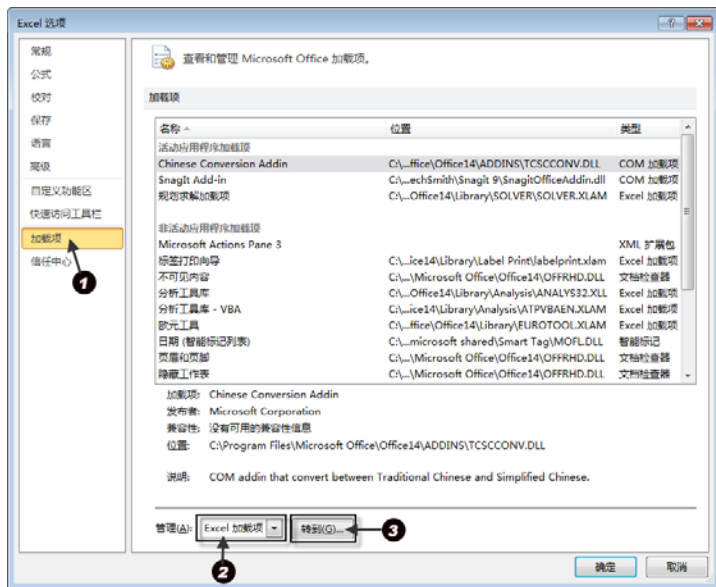 Excel 选项
常规
公式
校对
保存
语言
高级
自定义功能区
快速访问工具栏
加载项
信任中心
1
查看和管理 Microsoft Office 加载项。
加载项
名称 位置 类型
活动应用程序加载项
Chinese Conversion Addin C:\...ffice\Office14\ADDINS\TCSCCONV.DLL COM 加载项
SnagIt Add-in C:\...echSmith\Snagit 9\SnagitOfficeAddin.dll COM 加载项
规划求解加载项 C:\...Office14\Library\SOLVER\SOLVER.XLAM Excel 加载项
非活动应用程序加载项
Microsoft Actions Pane 3 XML 扩展包
标签打印向导 C:\...ice14\Library\Label Print\labelprint.xlam Excel 加载项
不可见内容 C:\...\Microsoft Office\Office14\OFFRHD.DLL 文档检查器
分析工具库 C:\...Office14\Library\Analysis\ANALYS32.XLL Excel 加载项
分析工具库 - VBA C:\...ice14\Library\Analysis\ATPVBAEN.XLAM Excel 加载项
欧元工具 C:\...ffice\Office14\Library\EUROTOOL.XLAM Excel 加载项
日期 (智能标记列表) C:\...microsoft shared\Smart Tag\MOFL.DLL 智能标记
页眉和页脚 C:\...\Microsoft Office\Office14\OFFRHD.DLL 文档检查器
隐藏工作表 C:\...\Microsoft Office\Office14\OFFRHD.DLL 文档检查器
加载项: Chinese Conversion Addin
发布者: Microsoft Corporation
兼容性: 没有可用的兼容性信息
位置: C:\Program Files\Microsoft Office\Office14\ADDINS\TCSCCONV.DLL
说明: COM addin that convert between Traditional Chinese and Simplified Chinese.
管理(A): Excel 加载项 转到(G)... 3
2
确定 取消